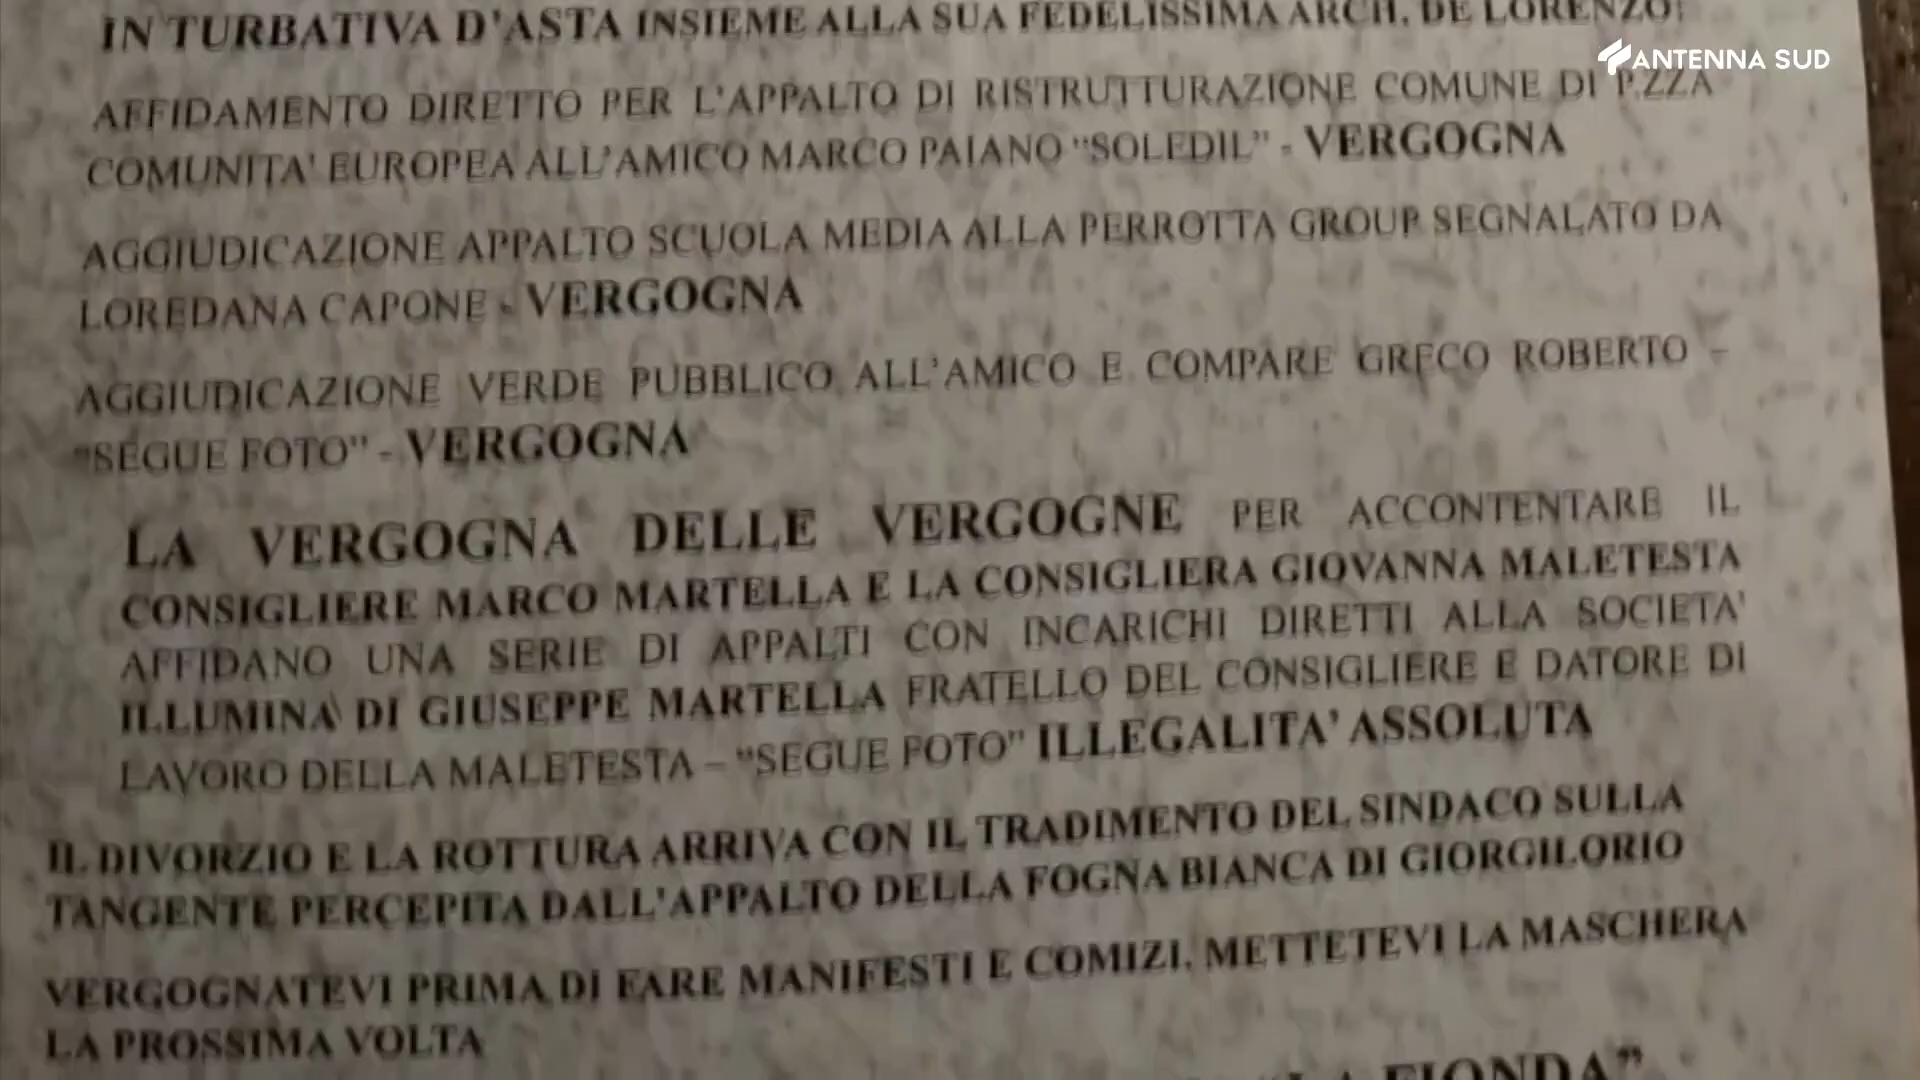 IN TURBATIVA D'ASTA INSIEME ALLA SUA FEDELISSIMA ARCH. DE LORENZO!
ANTENNA SUD
AFFIDAMENTO DIRETTO PER L'APPALTO DI RISTRUTTURAZIONE COMUNE DI P.ZZA
COMUNITA' EUROPEA ALL'AMICO MARCO PAIANO "SOLEDIL" - VERGOGNA
AGGIUDICAZIONE APPALTO SCUOLA MEDIA ALLA PERROTTA GROUP SEGNALATO DA
LOREDANA CAPONE - VERGOGNA
AGGIUDICAZIONE VERDE PUBBLICO ALL'AMICO E COMPARE GRECO ROBERTO -
"SEGUE FOTO" - VERGOGNA
LA VERGOGNA DELLE VERGOGNE PER ACCONTENTARE IL
CONSIGLIERE MARCO MARTELLA E LA CONSIGLIERA GIOVANNA MALETESTA
AFFIDANO UNA SERIE DI APPALTI CON INCARICHI DIRETTI ALLA SOCIETA'
ILLUMINA DI GIUSEPPE MARTELLA FRATELLO DEL CONSIGLIERE E DATORE DI
LAVORO DELLA MALETESTA – "SEGUE FOTO" ILLEGALITA' ASSOLUTA
IL DIVORZIO E LA ROTTURA ARRIVA CON IL TRADIMENTO DEL SINDACO SULLA
TANGENTE PERCEPITA DALL'APPALTO DELLA FOGNA BIANCA DI GIORGILORIO
VERGOGNATEVI PRIMA DI FARE MANIFESTI E COMIZI, METTETEVI LA MASCHERA
LA PROSSIMA VOLTA
"LA FIONDA"